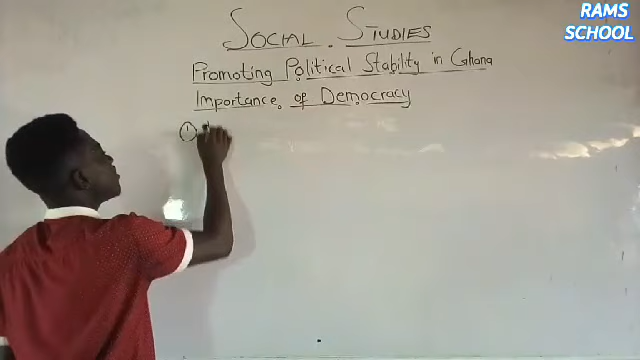 RAMS
SCHOOL
SOCIAL STUDIES
Promoting Political Stability in Ghana
Importance of Democracy
①